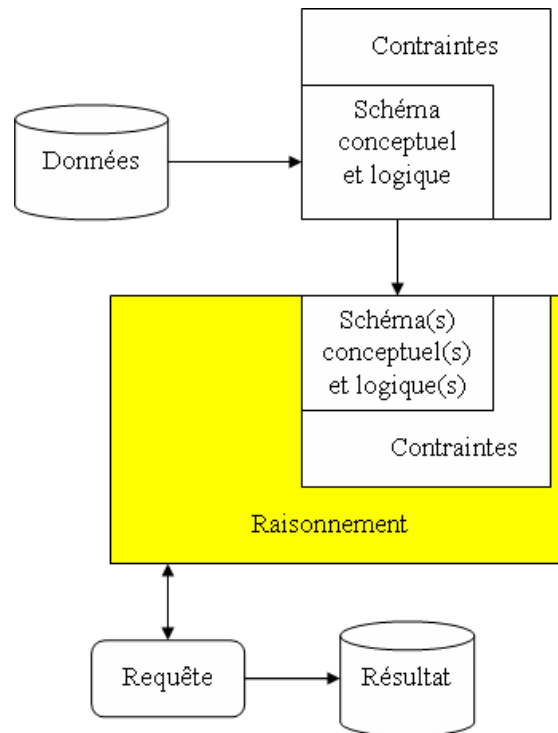 Contraintes
Schéma
conceptuel
et logique
Données
Schéma(s)
conceptuel(s)
et logique(s)
Contraintes
Raisonnement
Requête
Résultat